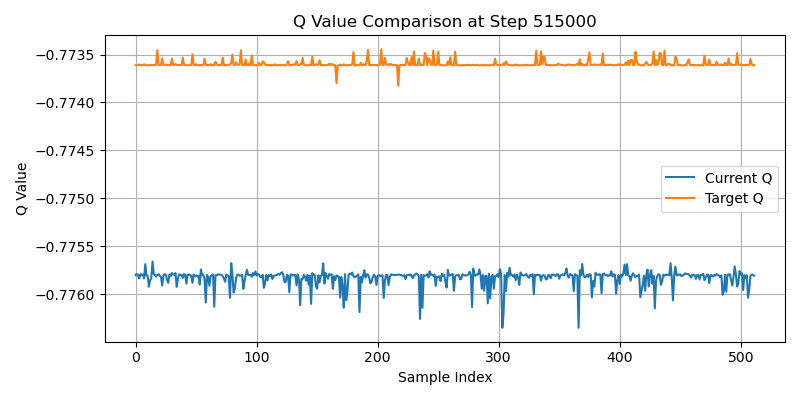 Q Value Comparison at Step 515000
Q Value
−0.7735
−0.7740
−0.7745
−0.7750
−0.7755
−0.7760
Current Q
Target Q
0 100 200 300 400 500
Sample Index